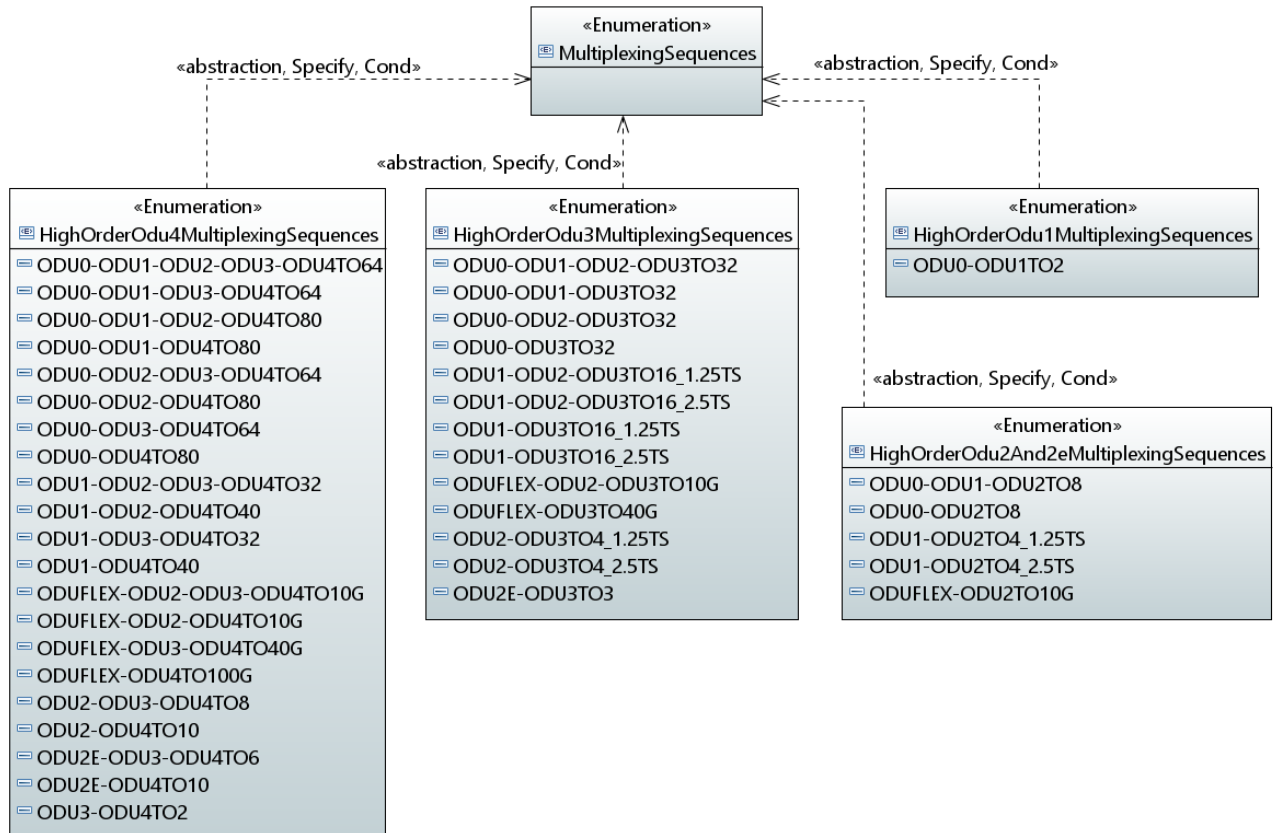 «Enumeration»
MultiplexingSequences
«abstraction, Specify, Cond»
«abstraction, Specify, Cond»
«abstraction, Specify, Cond»
«Enumeration»
HighOrderOdu4MultiplexingSequences
ODU0-ODU1-ODU2-ODU3-ODU4TO64
ODU0-ODU1-ODU3-ODU4TO64
ODU0-ODU1-ODU2-ODU4TO80
ODU0-ODU1-ODU4TO80
ODU0-ODU2-ODU3-ODU4TO64
ODU0-ODU2-ODU4TO80
ODU0-ODU3-ODU4TO64
ODU0-ODU4TO80
ODU1-ODU2-ODU3-ODU4TO32
ODU1-ODU2-ODU4TO40
ODU1-ODU3-ODU4TO32
ODU1-ODU4TO40
ODUFLEX-ODU2-ODU3-ODU4TO10G
ODUFLEX-ODU2-ODU4TO10G
ODUFLEX-ODU3-ODU4TO40G
ODUFLEX-ODU4TO100G
ODU2-ODU3-ODU4TO8
ODU2-ODU4TO10
ODU2E-ODU3-ODU4TO6
ODU2E-ODU4TO10
ODU3-ODU4TO2
«Enumeration»
HighOrderOdu3MultiplexingSequences
ODU0-ODU1-ODU2-ODU3TO32
ODU0-ODU1-ODU3TO32
ODU0-ODU2-ODU3TO32
ODU0-ODU3TO32
ODU1-ODU2-ODU3TO16_1.25TS
ODU1-ODU2-ODU3TO16_2.5TS
ODU1-ODU3TO16_1.25TS
ODU1-ODU3TO16_2.5TS
ODUFLEX-ODU2-ODU3TO10G
ODUFLEX-ODU3TO40G
ODU2-ODU3TO4_1.25TS
ODU2-ODU3TO4_2.5TS
ODU2E-ODU3TO3
«Enumeration»
HighOrderOdu1MultiplexingSequences
ODU0-ODU1TO2
«abstraction, Specify, Cond»
«Enumeration»
HighOrderOdu2And2eMultiplexingSequences
ODU0-ODU1-ODU2TO8
ODU0-ODU2TO8
ODU1-ODU2TO4_1.25TS
ODU1-ODU2TO4_2.5TS
ODUFLEX-ODU2TO10G